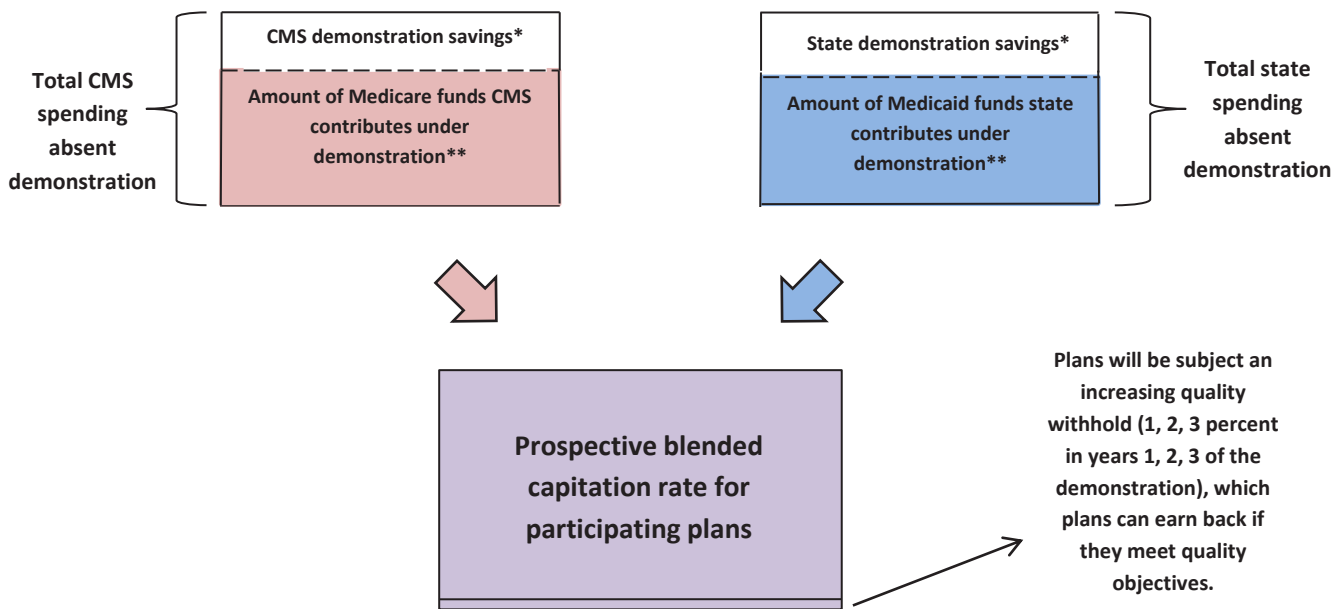 Total CMS
spending
absent
demonstration
CMS demonstration savings*
Amount of Medicare funds CMS
contributes under
demonstration**
State demonstration savings*
Amount of Medicaid funds state
contributes under
demonstration**
Total state
spending
absent
demonstration
Prospective blended
capitation rate for
participating plans
Plans will be subject an
increasing quality
withhold (1, 2, 3 percent
in years 1, 2, 3 of the
demonstration), which
plans can earn back if
they meet quality
objectives.